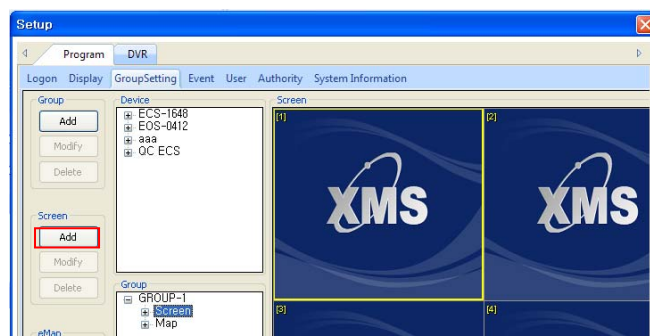 Setup
Program DVR
Logon Display GroupSetting Event User Authority System Information
Group
Add
Modify
Delete
Screen
Add
Modify
Delete
eMap
Device
ECS-1648
EOS-0412
aaa
QC ECS
Group
GROUP-1
Screen
Map
Screen
[1]
XMS
[2]
XMS
[3]
[4]